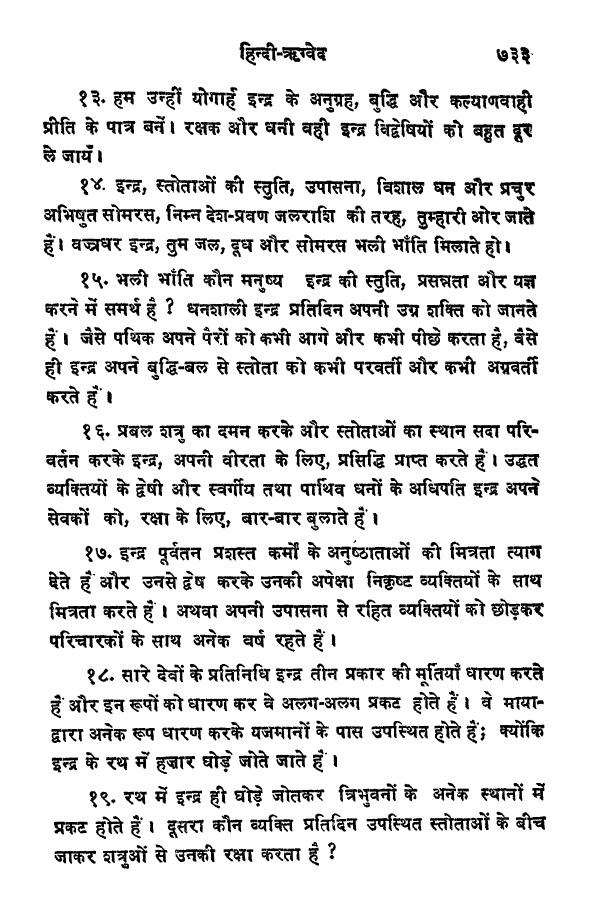 हिन्दी-ऋग्वेद ७३३
१३. हम उन्हीं योगार्ह इन्द्र के अनुग्रह, बुद्धि और कल्याणवाही
प्रीति के पात्र बनें। रक्षक और धनी वही इन्द्र विद्वेषियों को बहुत दूर
ले जायँ।
१४. इन्द्र, स्तोताओं की स्तुति, उपासना, विशाल धन और प्रचुर
अभिषुत सोमरस, निम्न देश-प्रवण जलराशि की तरह, तुम्हारी ओर जाते
हैं। वज्रधर इन्द्र, तुम जल, दूध और सोमरस भली भाँति मिलाते हो।
१५. भली भाँति कौन मनुष्य इन्द्र की स्तुति, प्रसन्नता और यज्ञ
करने में समर्थ है ? धनशाली इन्द्र प्रतिदिन अपनी उग्र शक्ति को जानते
हैं। जैसे पथिक अपने पैरों को कभी आगे और कभी पीछे करता है, वैसे
ही इन्द्र अपने बुद्धि-बल से स्तोता को कभी परवर्ती और कभी अग्रवर्ती
करते हैं।
१६. प्रबल शत्रु का दमन करके और स्तोताओं का स्थान सदा परि-
वर्तन करके इन्द्र, अपनी वीरता के लिए, प्रसिद्धि प्राप्त करते हैं। उद्धत
व्यक्तियों के द्वेषी और स्वर्गीय तथा पार्थिव धनों के अधिपति इन्द्र अपने
सेवकों को, रक्षा के लिए, बार-बार बुलाते हैं।
१७. इन्द्र पूर्वतन प्रशस्त कर्मों के अनुष्ठाताओं की मित्रता त्याग
देते हैं और उनसे द्वेष करके उनकी अपेक्षा निकृष्ट व्यक्तियों के साथ
मित्रता करते हैं। अथवा अपनी उपासना से रहित व्यक्तियों को छोड़कर
परिचारकों के साथ अनेक वर्ष रहते हैं।
१८. सारे देवों के प्रतिनिधि इन्द्र तीन प्रकार की मूर्तियाँ धारण करते
हैं और इन रूपों को धारण कर वे अलग-अलग प्रकट होते हैं। वे माया-
द्वारा अनेक रूप धारण करके यजमानों के पास उपस्थित होते हैं; क्योंकि
इन्द्र के रथ में हजार घोड़े जोते जाते हैं।
१९. रथ में इन्द्र ही घोड़े जोतकर त्रिभुवनों के अनेक स्थानों में
प्रकट होते हैं। दूसरा कौन व्यक्ति प्रतिदिन उपस्थित स्तोताओं के बीच
जाकर शत्रुओं से उनकी रक्षा करता है ?